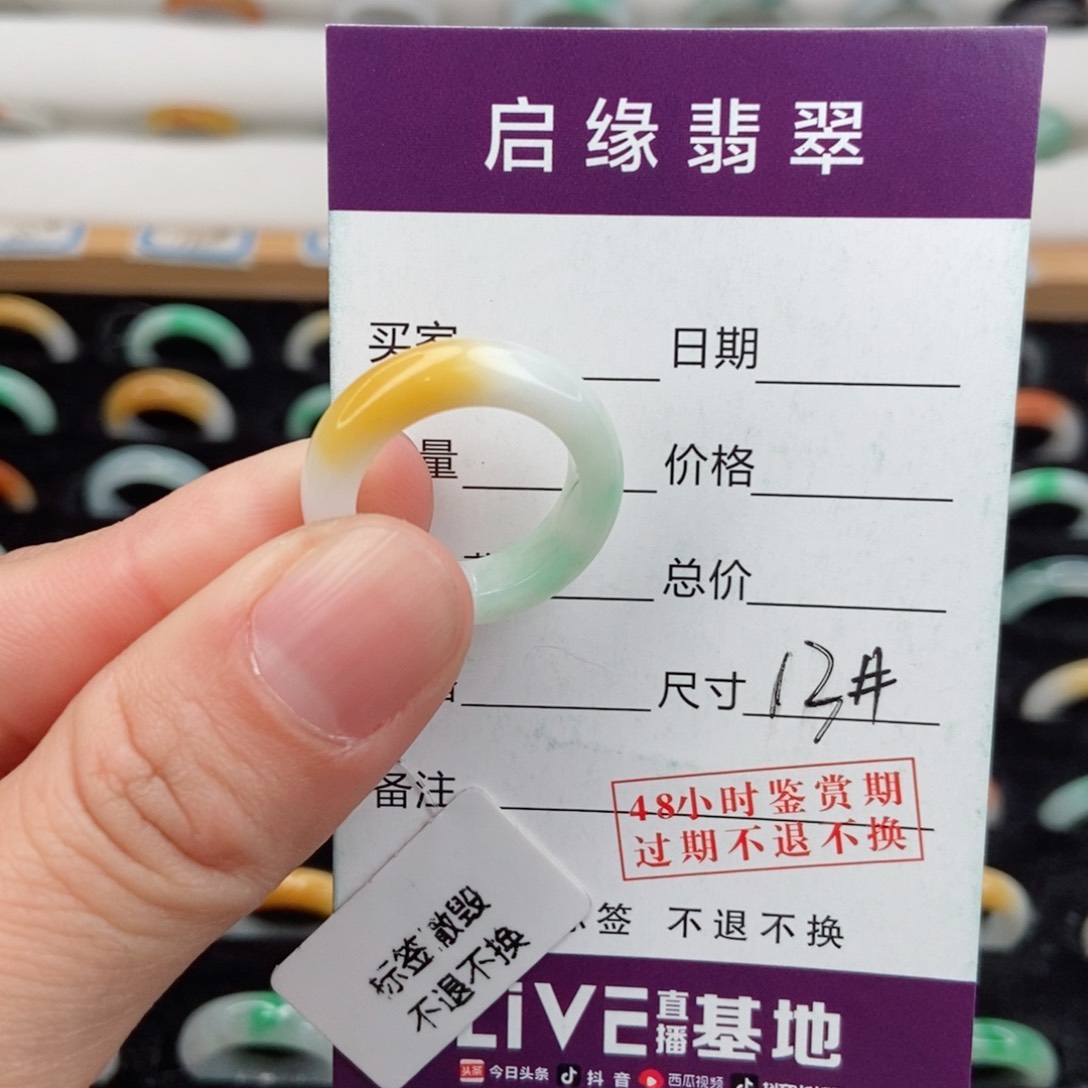 启缘翡翠
买家 日期
量 价格
总价
尺寸 13#
备注
48小时鉴赏期
过期不退不换
签 不退不换
标签撤毁
不退不换
LiVE直播基地
头条 今日头条 抖音 西瓜视频